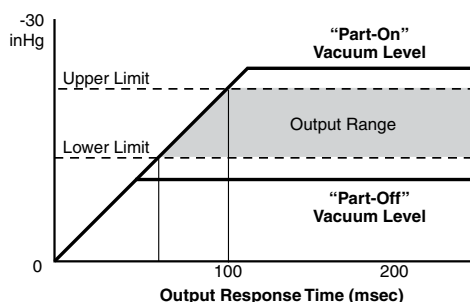 -30
inHg
“Part-On”
Vacuum Level
Upper Limit
Output Range
Lower Limit
“Part-Off”
Vacuum Level
0
100
200
Output Response Time (msec)